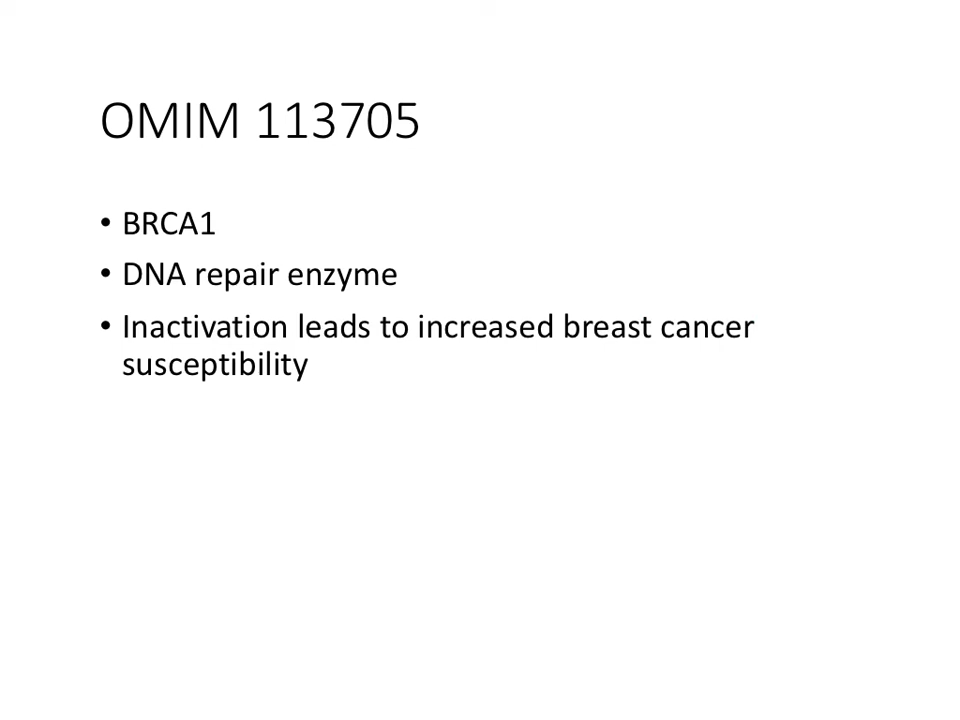 OMIM 113705
• BRCA1
• DNA repair enzyme
• Inactivation leads to increased breast cancer
susceptibility